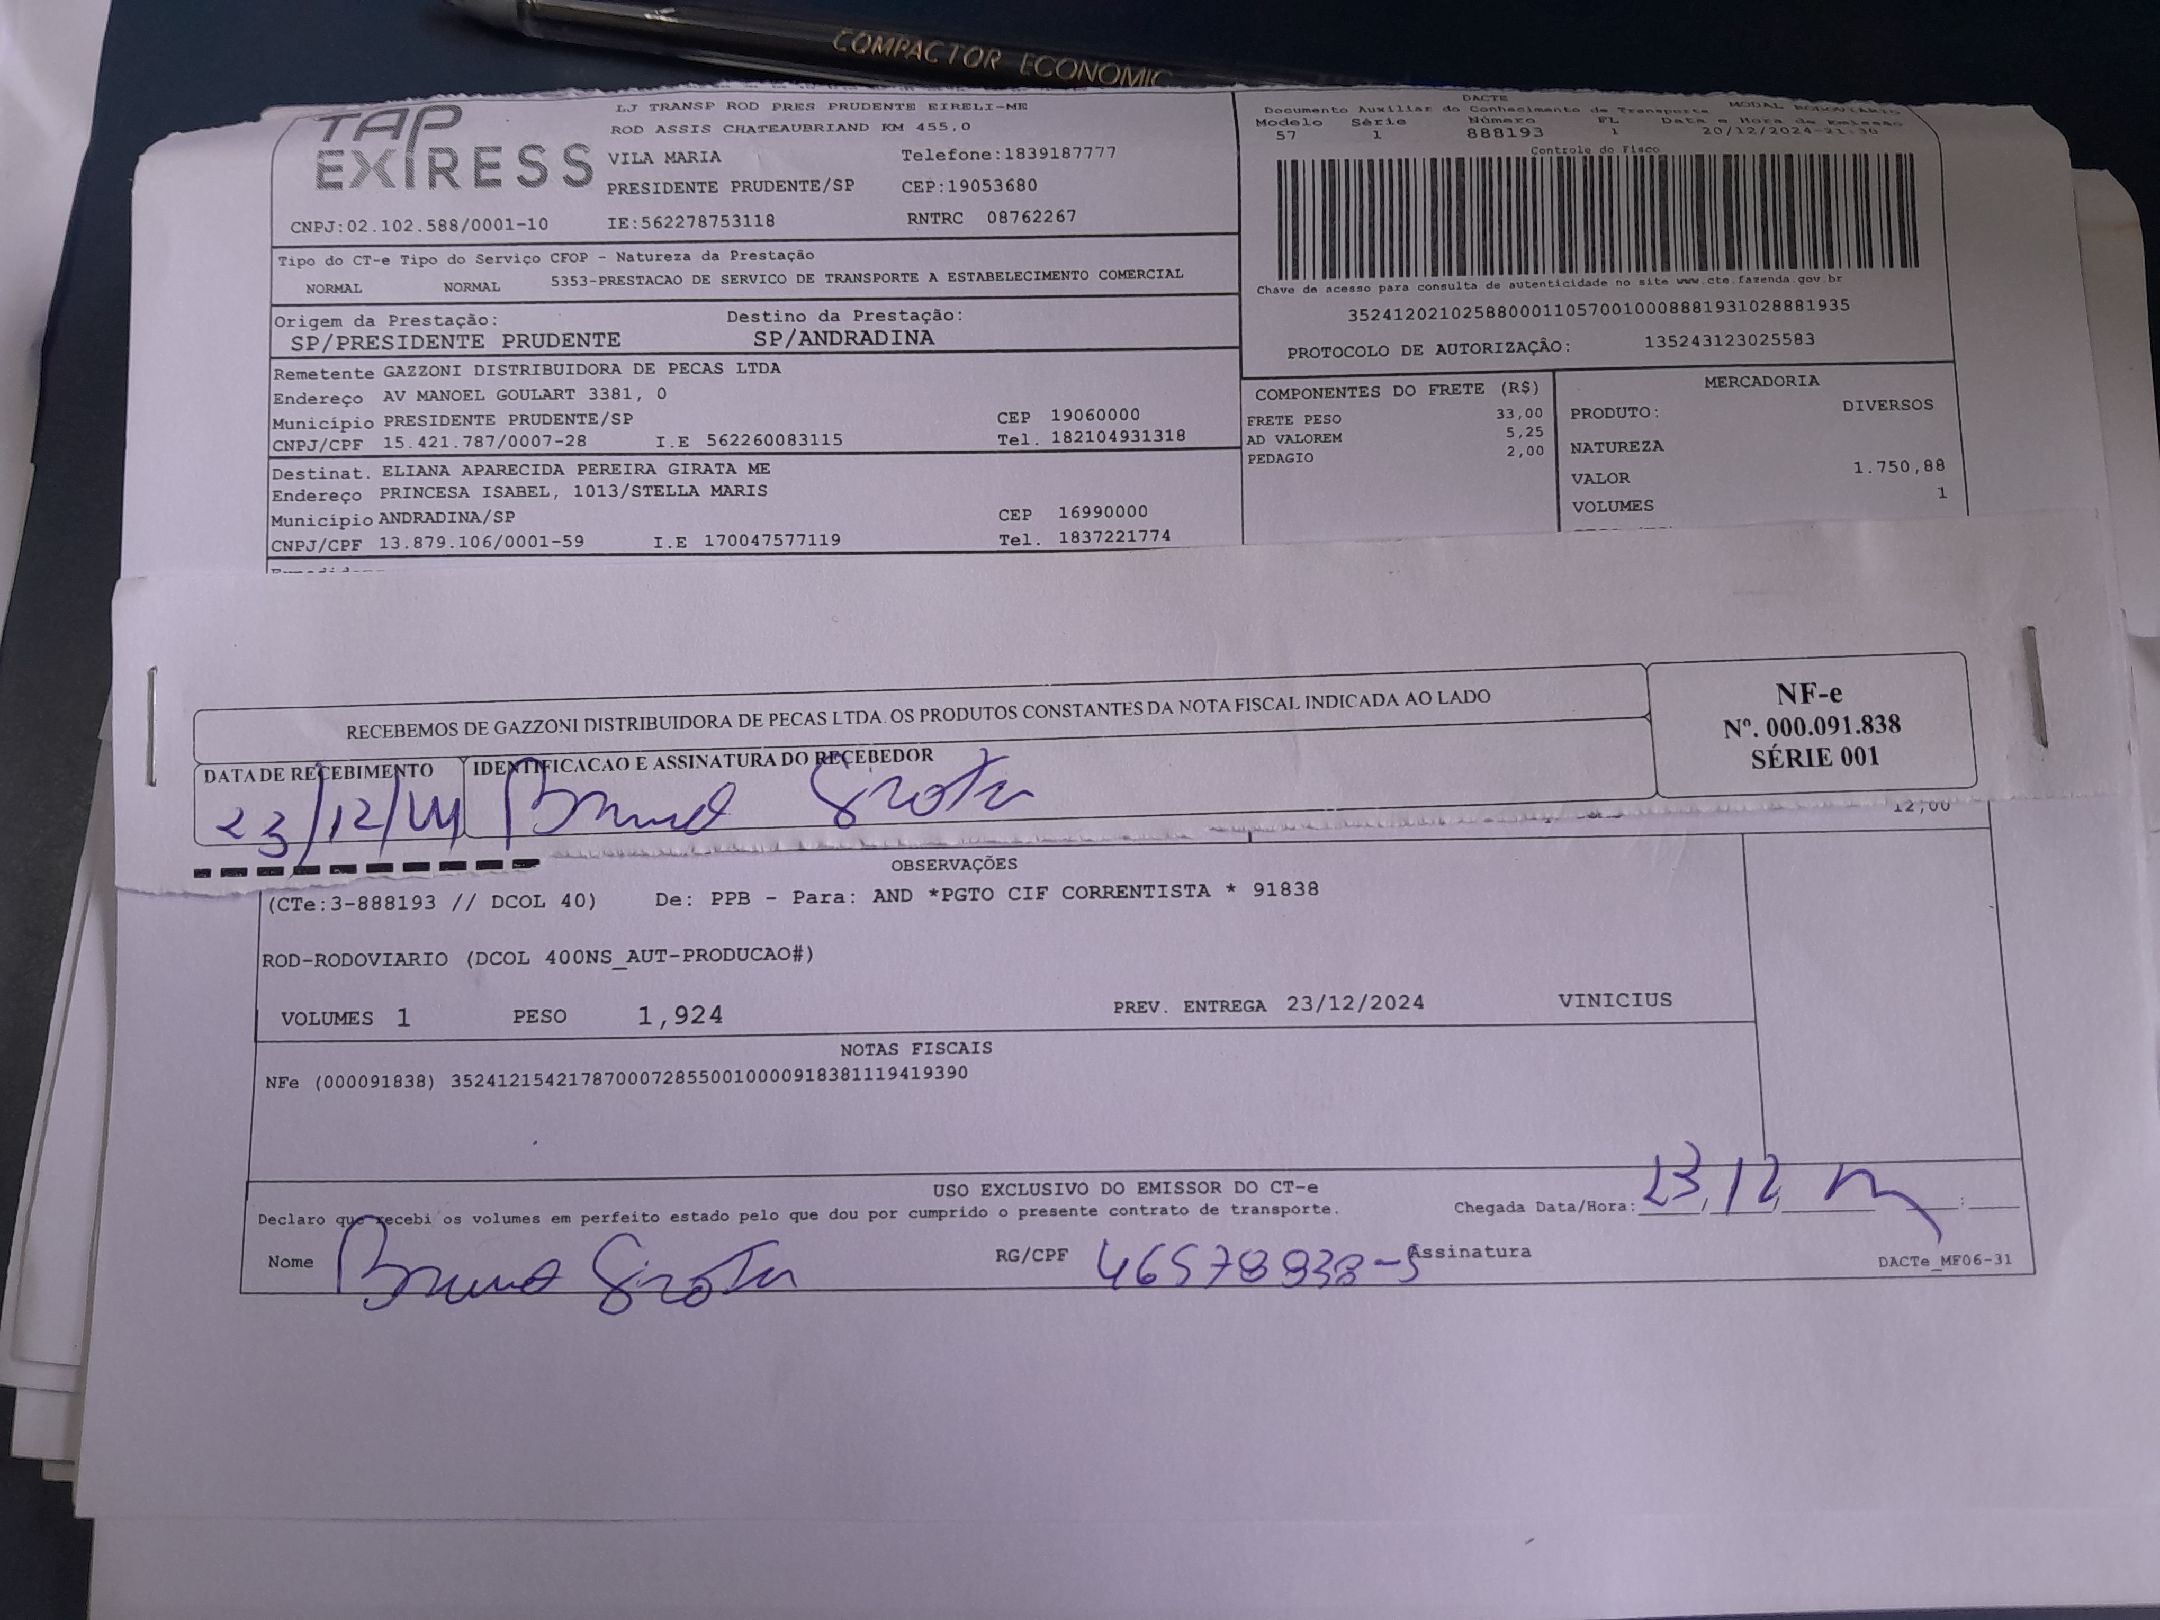 COMPACTOR ECONOMIC
TAP
EXPRESS
LJ TRANSP ROD PRES PRUDENTE EIRELI-ME
ROD ASSIS CHATEAUBRIAND KM 455,0
VILA MARIA Telefone:1839187777
PRESIDENTE PRUDENTE/SP CEP:19053680
CNPJ:02.102.588/0001-10 IE:562278753118 RNTRC 08762267
DACTE
Documento Auxiliar do Conhecimento de Transporte MODAL RODOVIARIO
Modelo Série Número FL Data e Hora de Emissao
57 1 888193 1 20/12/2024-21:30
Controle do Fisco
Chave de acesso para consulta de autenticidade no site www.cte.fazenda.gov.br
35241202102588000110570010008881931028881935
PROTOCOLO DE AUTORIZAÇÃO: 135243123025583
Tipo do CT-e Tipo do Serviço CFOP - Natureza da Prestação
NORMAL NORMAL 5353-PRESTACAO DE SERVICO DE TRANSPORTE A ESTABELECIMENTO COMERCIAL
Origem da Prestação: Destino da Prestação:
SP/PRESIDENTE PRUDENTE SP/ANDRADINA
Remetente GAZZONI DISTRIBUIDORA DE PECAS LTDA
Endereço AV MANOEL GOULART 3381, 0
Município PRESIDENTE PRUDENTE/SP CEP 19060000
CNPJ/CPF 15.421.787/0007-28 I.E 562260083115 Tel. 182104931318
Destinat. ELIANA APARECIDA PEREIRA GIRATA ME
Endereço PRINCESA ISABEL, 1013/STELLA MARIS
Município ANDRADINA/SP CEP 16990000
CNPJ/CPF 13.879.106/0001-59 I.E 170047577119 Tel. 1837221774
COMPONENTES DO FRETE (R$)
FRETE PESO 33,00
AD VALOREM 5,25
PEDAGIO 2,00
MERCADORIA
PRODUTO: DIVERSOS
NATUREZA
VALOR 1.750,88
VOLUMES 1
RECEBEMOS DE GAZZONI DISTRIBUIDORA DE PECAS LTDA. OS PRODUTOS CONSTANTES DA NOTA FISCAL INDICADA AO LADO
NF-e
Nº. 000.091.838
SÉRIE 001
DATA DE RECEBIMENTO IDENTIFICACAO E ASSINATURA DO RECEBEDOR
23/12/24
12,00
OBSERVAÇÕES
(CTe:3-888193 // DCOL 40) De: PPB - Para: AND *PGTO CIF CORRENTISTA * 91838
ROD-RODOVIARIO (DCOL 400NS_AUT-PRODUCAO#)
VOLUMES 1 PESO 1,924 PREV. ENTREGA 23/12/2024 VINICIUS
NOTAS FISCAIS
NFe (000091838) 35241215421787000728550010000918381119419390
USO EXCLUSIVO DO EMISSOR DO CT-e
Declaro que recebi os volumes em perfeito estado pelo que dou por cumprido o presente contrato de transporte. Chegada Data/Hora: 23/12/
Nome RG/CPF Assinatura
DACTe_MF06-31